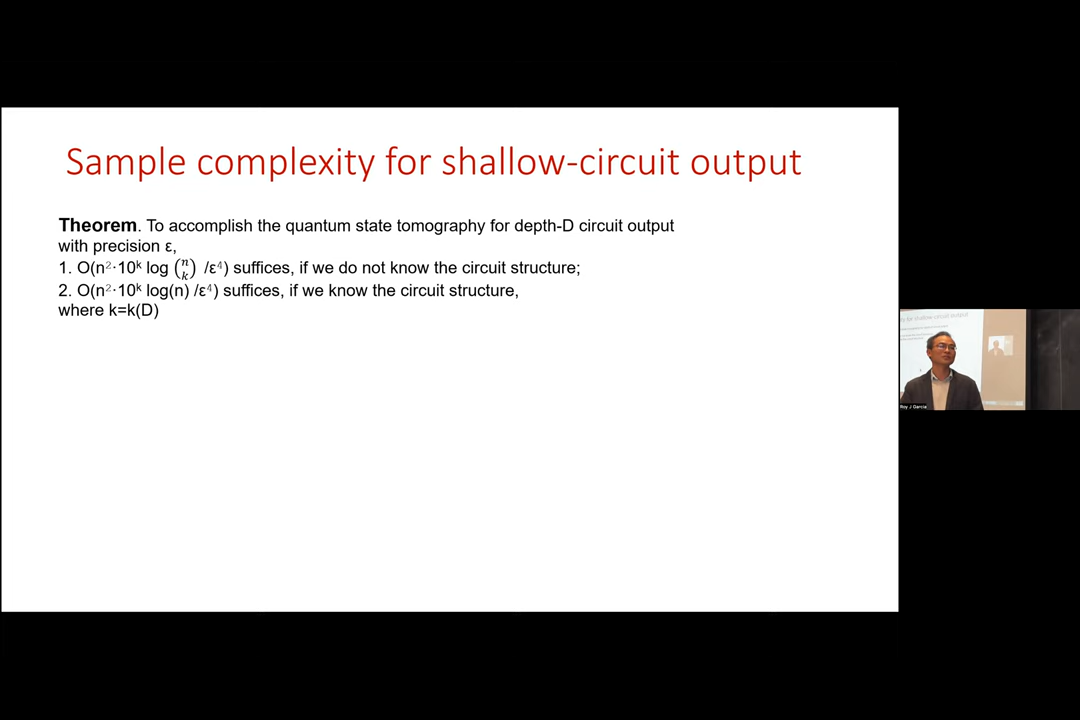 Sample complexity for shallow-circuit output
Theorem. To accomplish the quantum state tomography for depth-D circuit output
with precision ε,
1. O(n²·10ᵏ log (n k) /ε⁴) suffices, if we do not know the circuit structure;
2. O(n²·10ᵏ log(n) /ε⁴) suffices, if we know the circuit structure,
where k=k(D)
Roy J Garcia